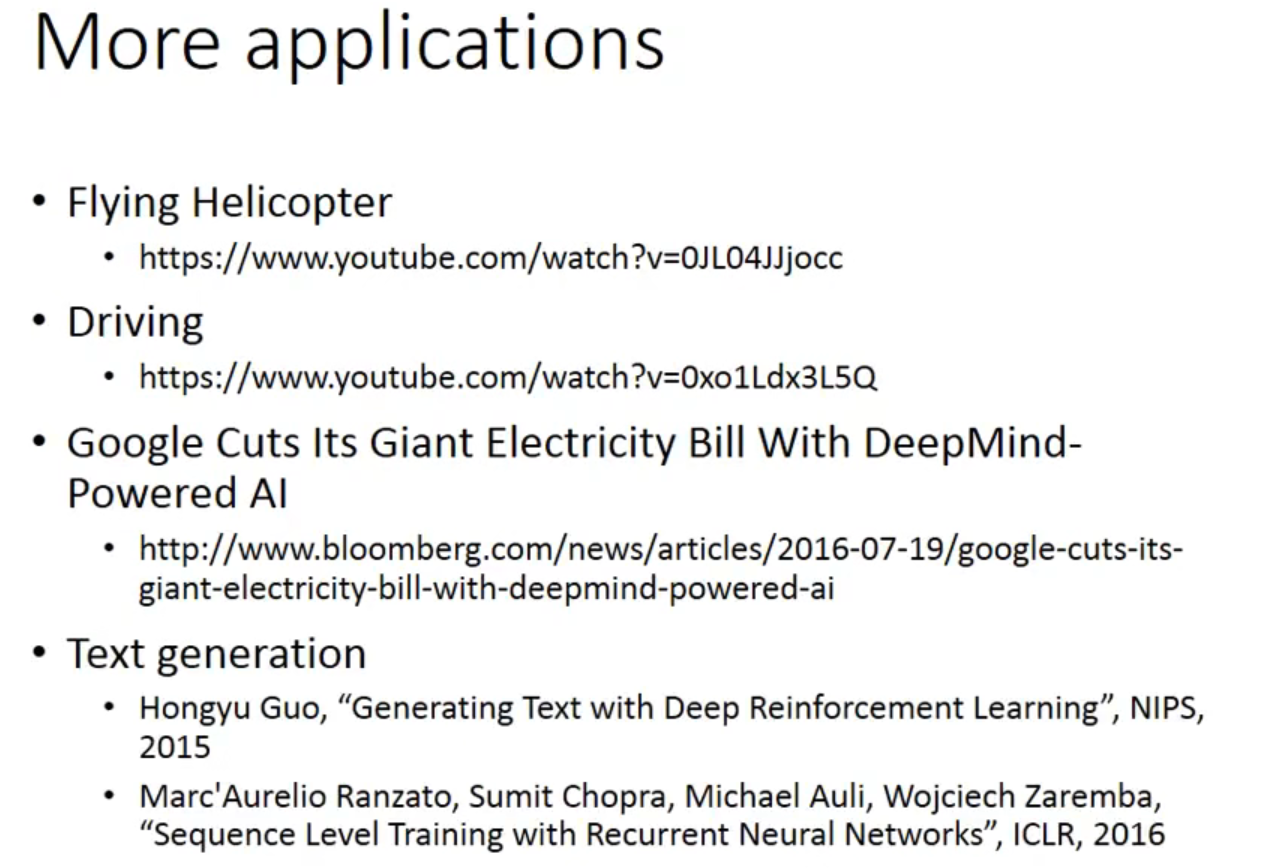 More applications
• Flying Helicopter
• https://www.youtube.com/watch?v=0JL04JJjocc
• Driving
• https://www.youtube.com/watch?v=0xo1Ldx3L5Q
• Google Cuts Its Giant Electricity Bill With DeepMind-
Powered AI
• http://www.bloomberg.com/news/articles/2016-07-19/google-cuts-its-
giant-electricity-bill-with-deepmind-powered-ai
• Text generation
• Hongyu Guo, “Generating Text with Deep Reinforcement Learning”, NIPS,
2015
• Marc'Aurelio Ranzato, Sumit Chopra, Michael Auli, Wojciech Zaremba,
“Sequence Level Training with Recurrent Neural Networks”, ICLR, 2016